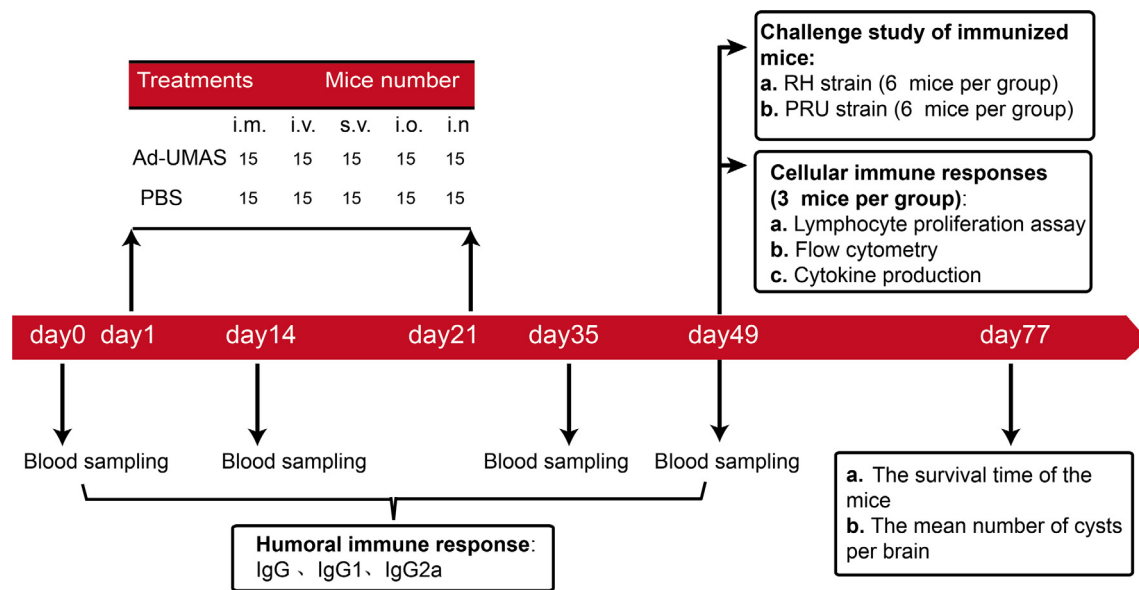 Treatments Mice number
i.m. i.v. s.v. i.o. i.n
Ad-UMAS 15 15 15 15 15
PBS 15 15 15 15 15
Challenge study of immunized
mice:
a. RH strain (6 mice per group)
b. PRU strain (6 mice per group)
Cellular immune responses
(3 mice per group):
a. Lymphocyte proliferation assay
b. Flow cytometry
c. Cytokine production
day0 day1 day14 day21 day35 day49 day77
Blood sampling Blood sampling Blood sampling Blood sampling
Humoral immune response:
IgG 、 IgG1、 IgG2a
a. The survival time of the
mice
b. The mean number of cysts
per brain